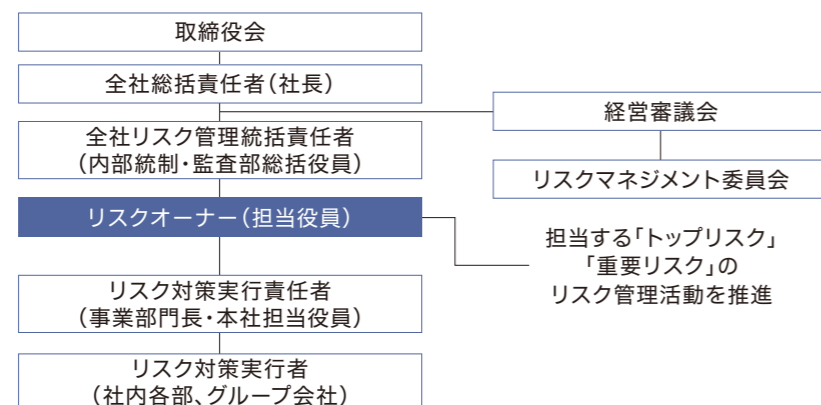 取締役会
全社総括責任者(社長)
経営審議会
全社リスク管理統括責任者
(内部統制・監査部総括役員)
リスクマネジメント委員会
リスクオーナー(担当役員)
担当する「トップリスク」
「重要リスク」の
リスク管理活動を推進
リスク対策実行責任者
(事業部門長・本社担当役員)
リスク対策実行者
(社内各部、グループ会社)